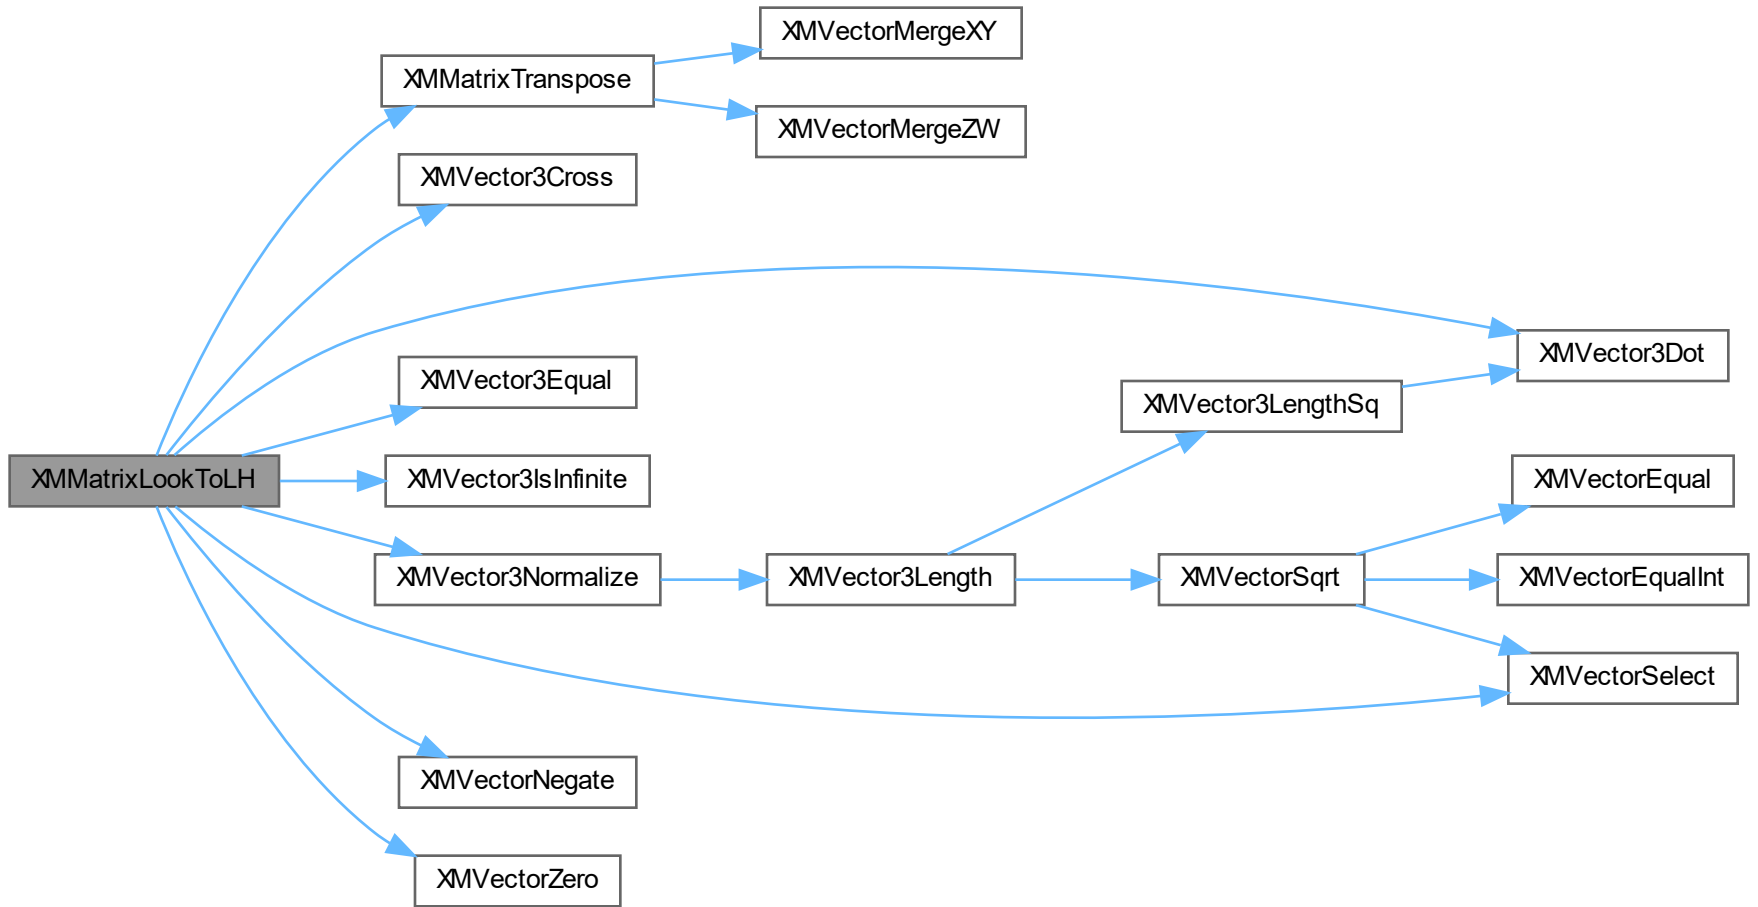 XMVectorMergeXY
XMMatrixTranspose
XMVectorMergeZW
XMVector3Cross
XMVector3Dot
XMVector3Equal
XMVector3LengthSq
XMMatrixLookToLH
XMVector3IsInfinite
XMVectorEqual
XMVector3Normalize
XMVector3Length
XMVectorSqrt
XMVectorEqualInt
XMVectorSelect
XMVectorNegate
XMVectorZero